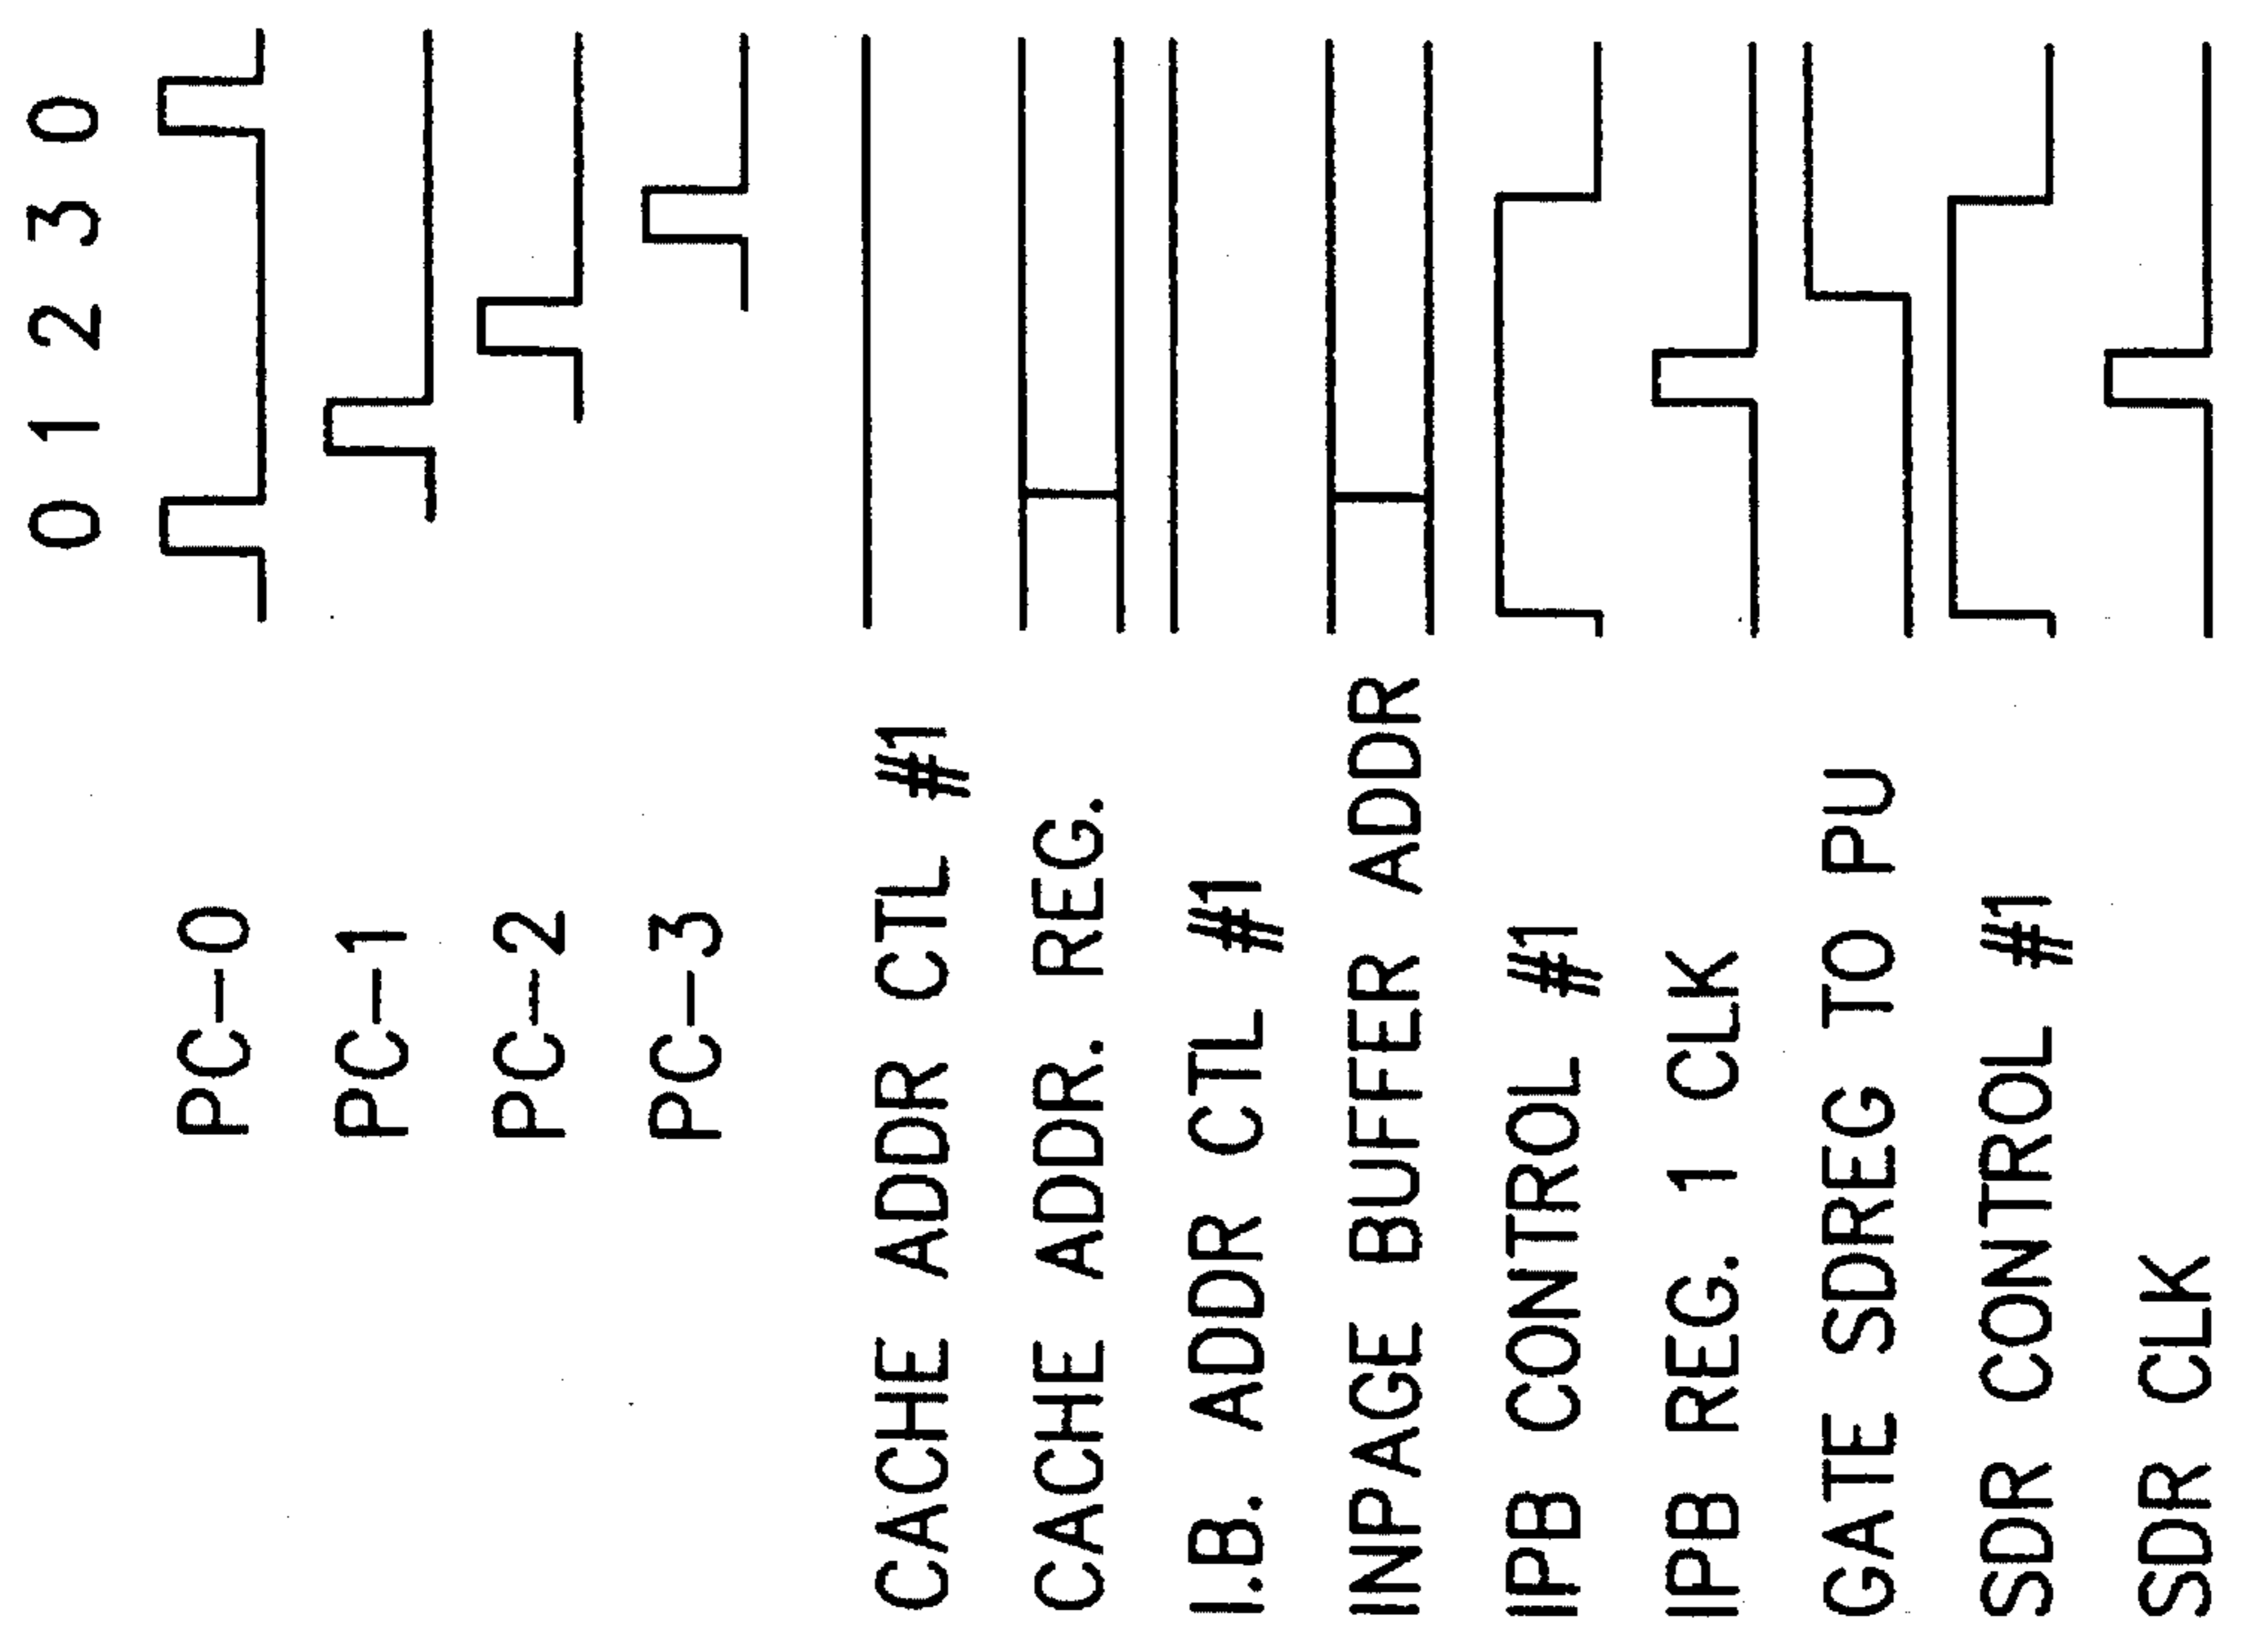 0 1 2 3 0
PC-0
PC-1
PC-2
PC-3
CACHE ADDR CTL #1
CACHE ADDR. REG.
I.B. ADDR CTL #1
INPAGE BUFFER ADDR
IPB CONTROL #1
IPB REG. 1 CLK
GATE SDREG TO PU
SDR CONTROL #1
SDR CLK